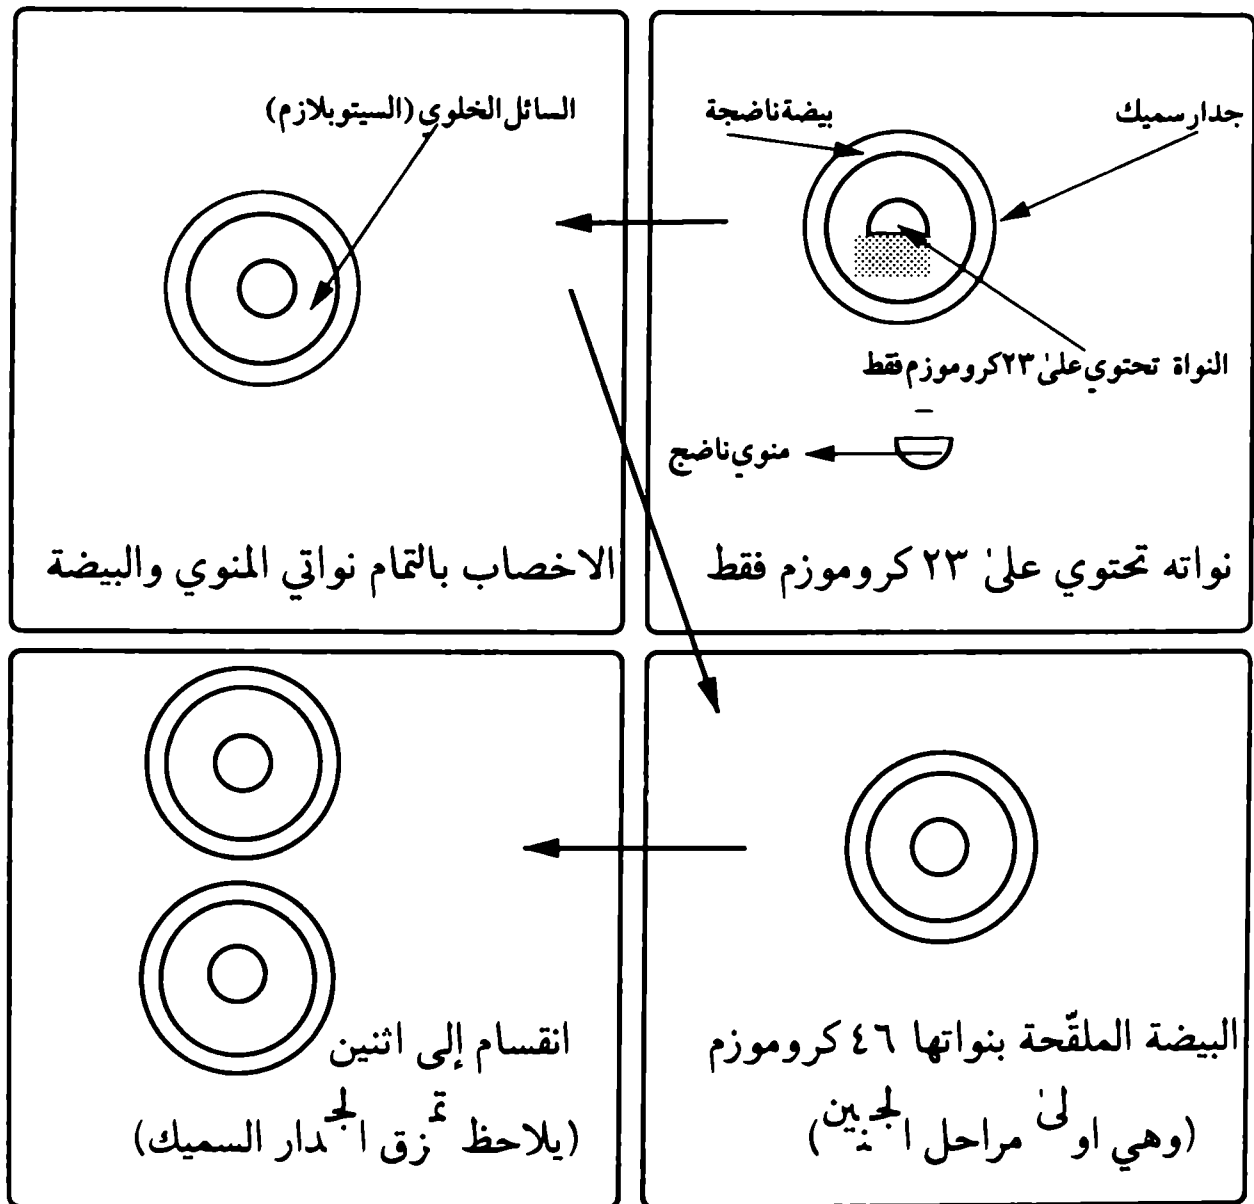 جدار سميك
بيضة ناضجة
النواة تحتوي علىٰ ٢٣ كروموزم فقط
منوي ناضج
نواته تحتوي علىٰ ٢٣ كروموزم فقط
السائل الخلوي (السيتوبلازم)
الاخصاب بالتمام نواتي المنوي والبيضة
البيضة الملقّحة بنواتها ٤٦ كروموزم
(وهي اولىٰ مراحل الجنين)
انقسام إلى اثنين
(يلاحظ تمزق الجدار السميك)